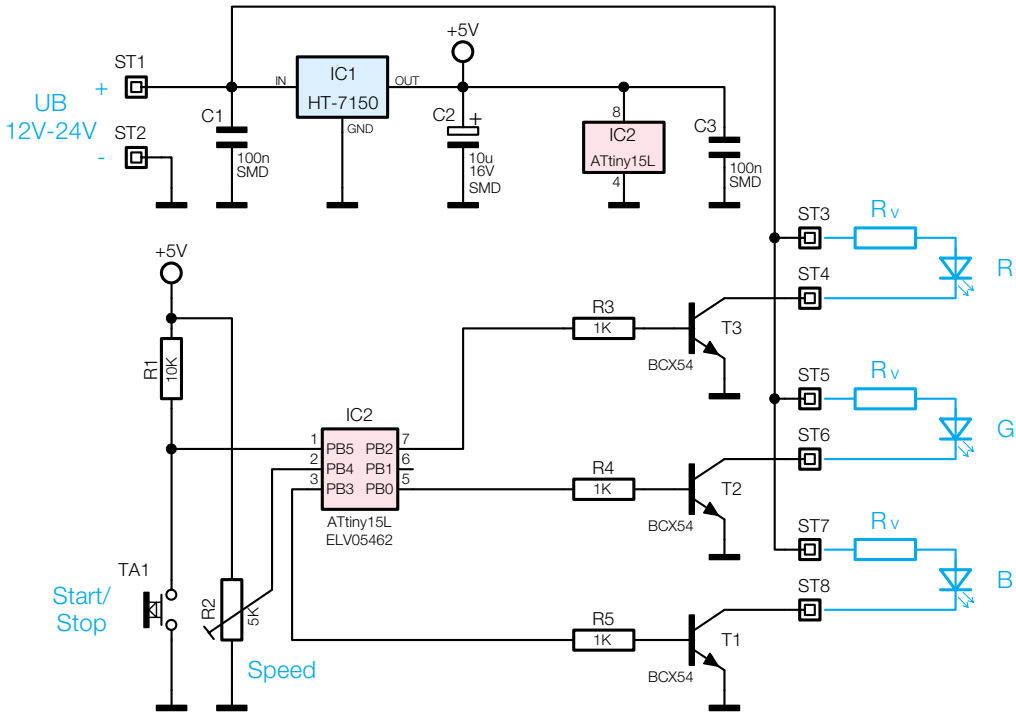 +5V
ST1
+
UB
12V-24V
ST2
-
C1
100n
SMD
IN
IC1
HT-7150
OUT
GND
C2
+
10u
16V
SMD
8
IC2
ATtiny15L
4
C3
100n
SMD
ST3
Rv
R
ST4
+5V
R1
10K
R3
1K
T3
BCX54
ST5
Rv
G
ST6
IC2
1 PB5 PB2 7
2 PB4 PB1 6
3 PB3 PB0 5
ATtiny15L
ELV05462
R4
1K
T2
BCX54
ST7
Rv
B
ST8
TA1
Start/
Stop
R2
5K
Speed
R5
1K
T1
BCX54